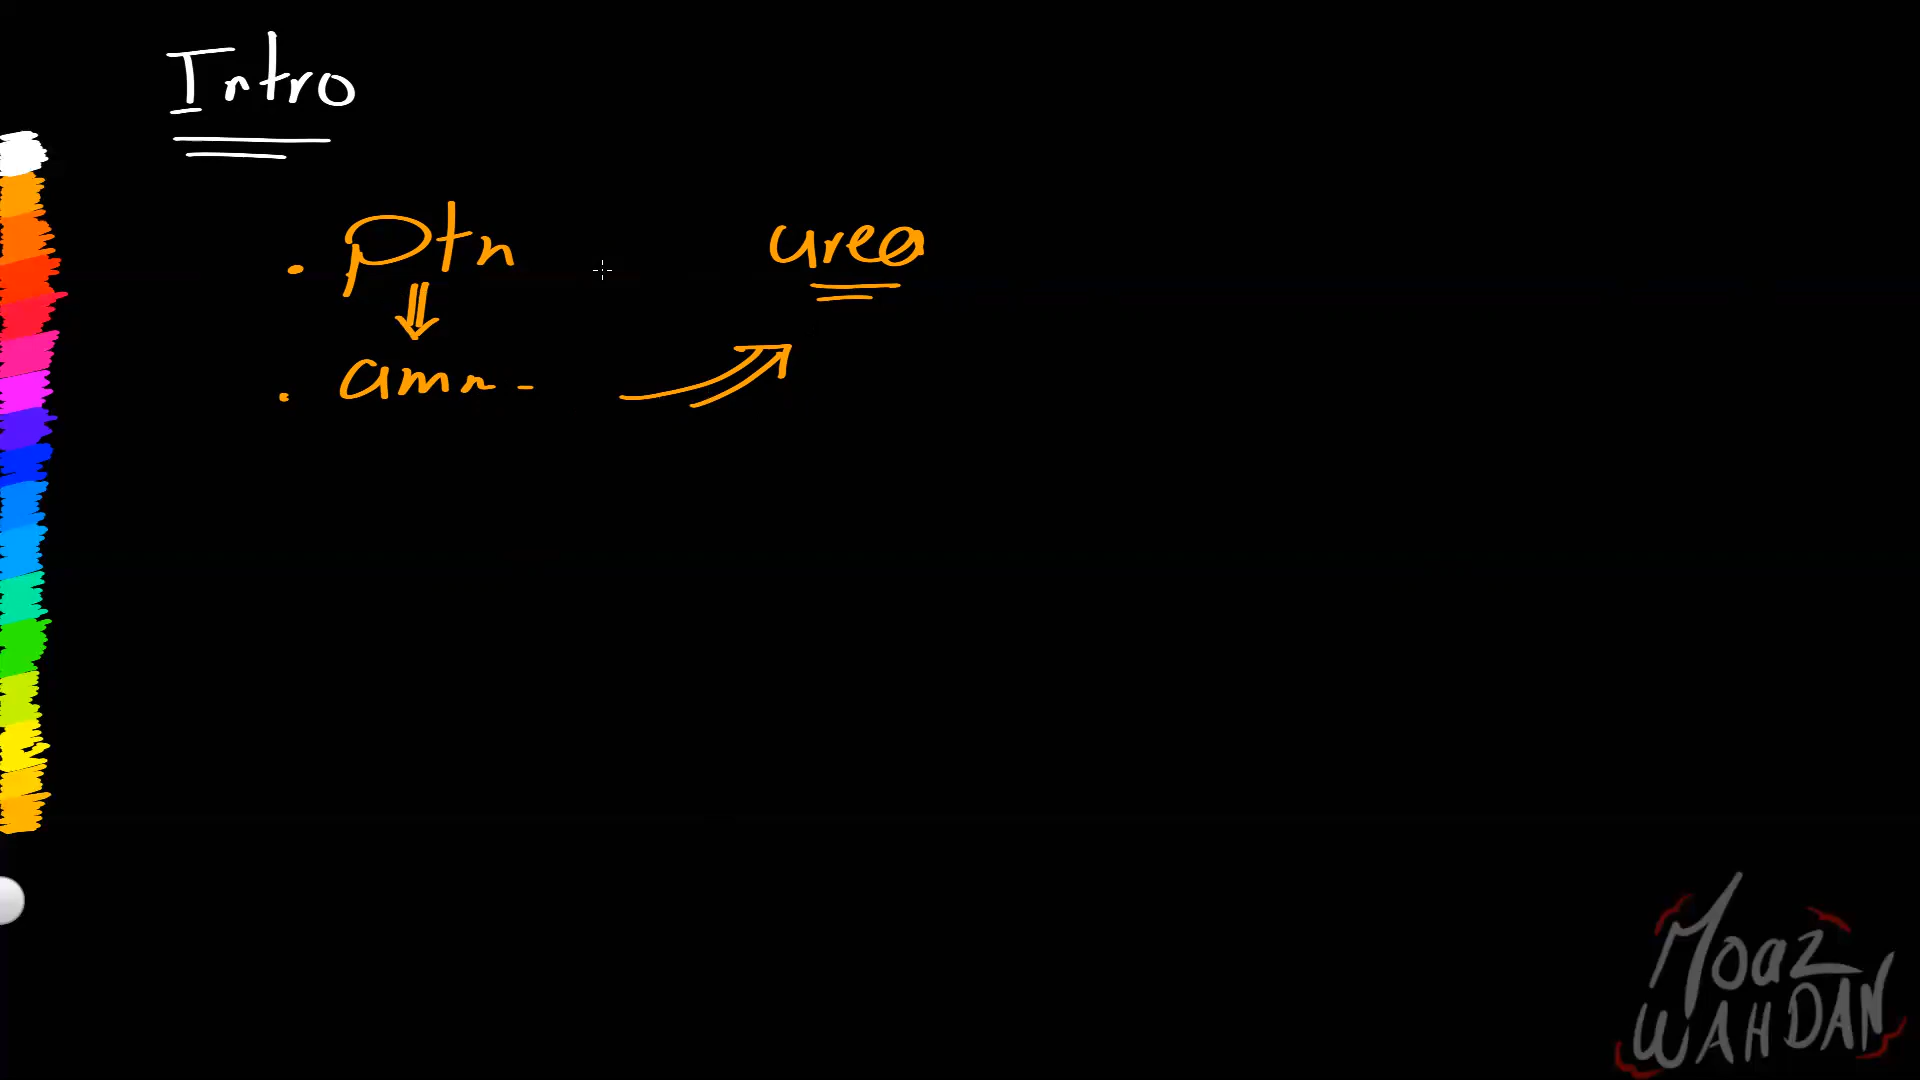 Intro
. ptn urea
. amn -
Moaz
WAHDAN